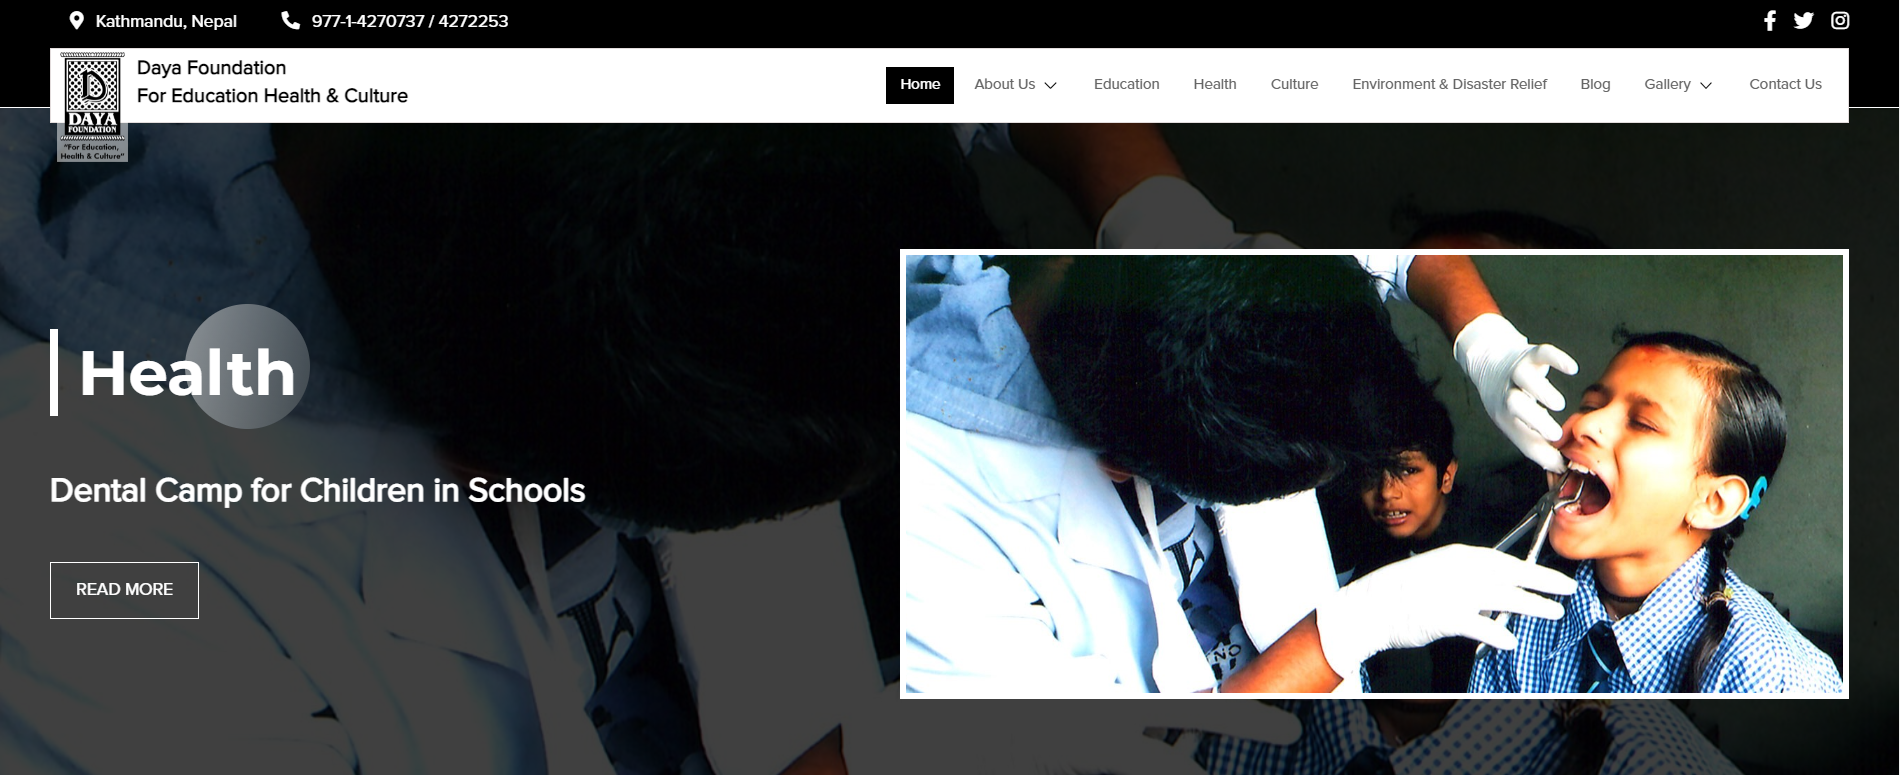 Kathmandu, Nepal
977-1-4270737 / 4272253
D
DAYA
FOUNDATION
"For Education,
Health & Culture"
Daya Foundation
For Education Health & Culture
Home
About Us
Education
Health
Culture
Environment & Disaster Relief
Blog
Gallery
Contact Us
Health
Dental Camp for Children in Schools
READ MORE